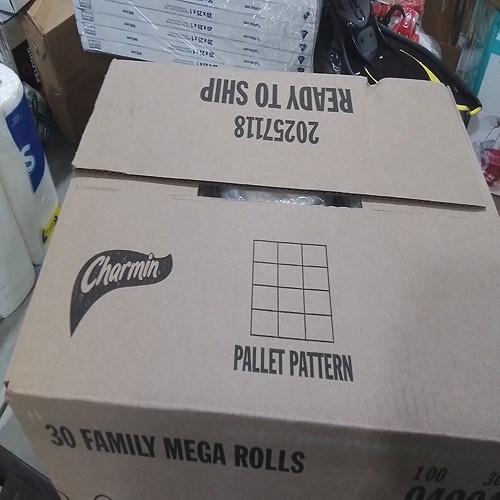 READY TO SHIP
20257118
Charmin
PALLET PATTERN
30 FAMILY MEGA ROLLS
100